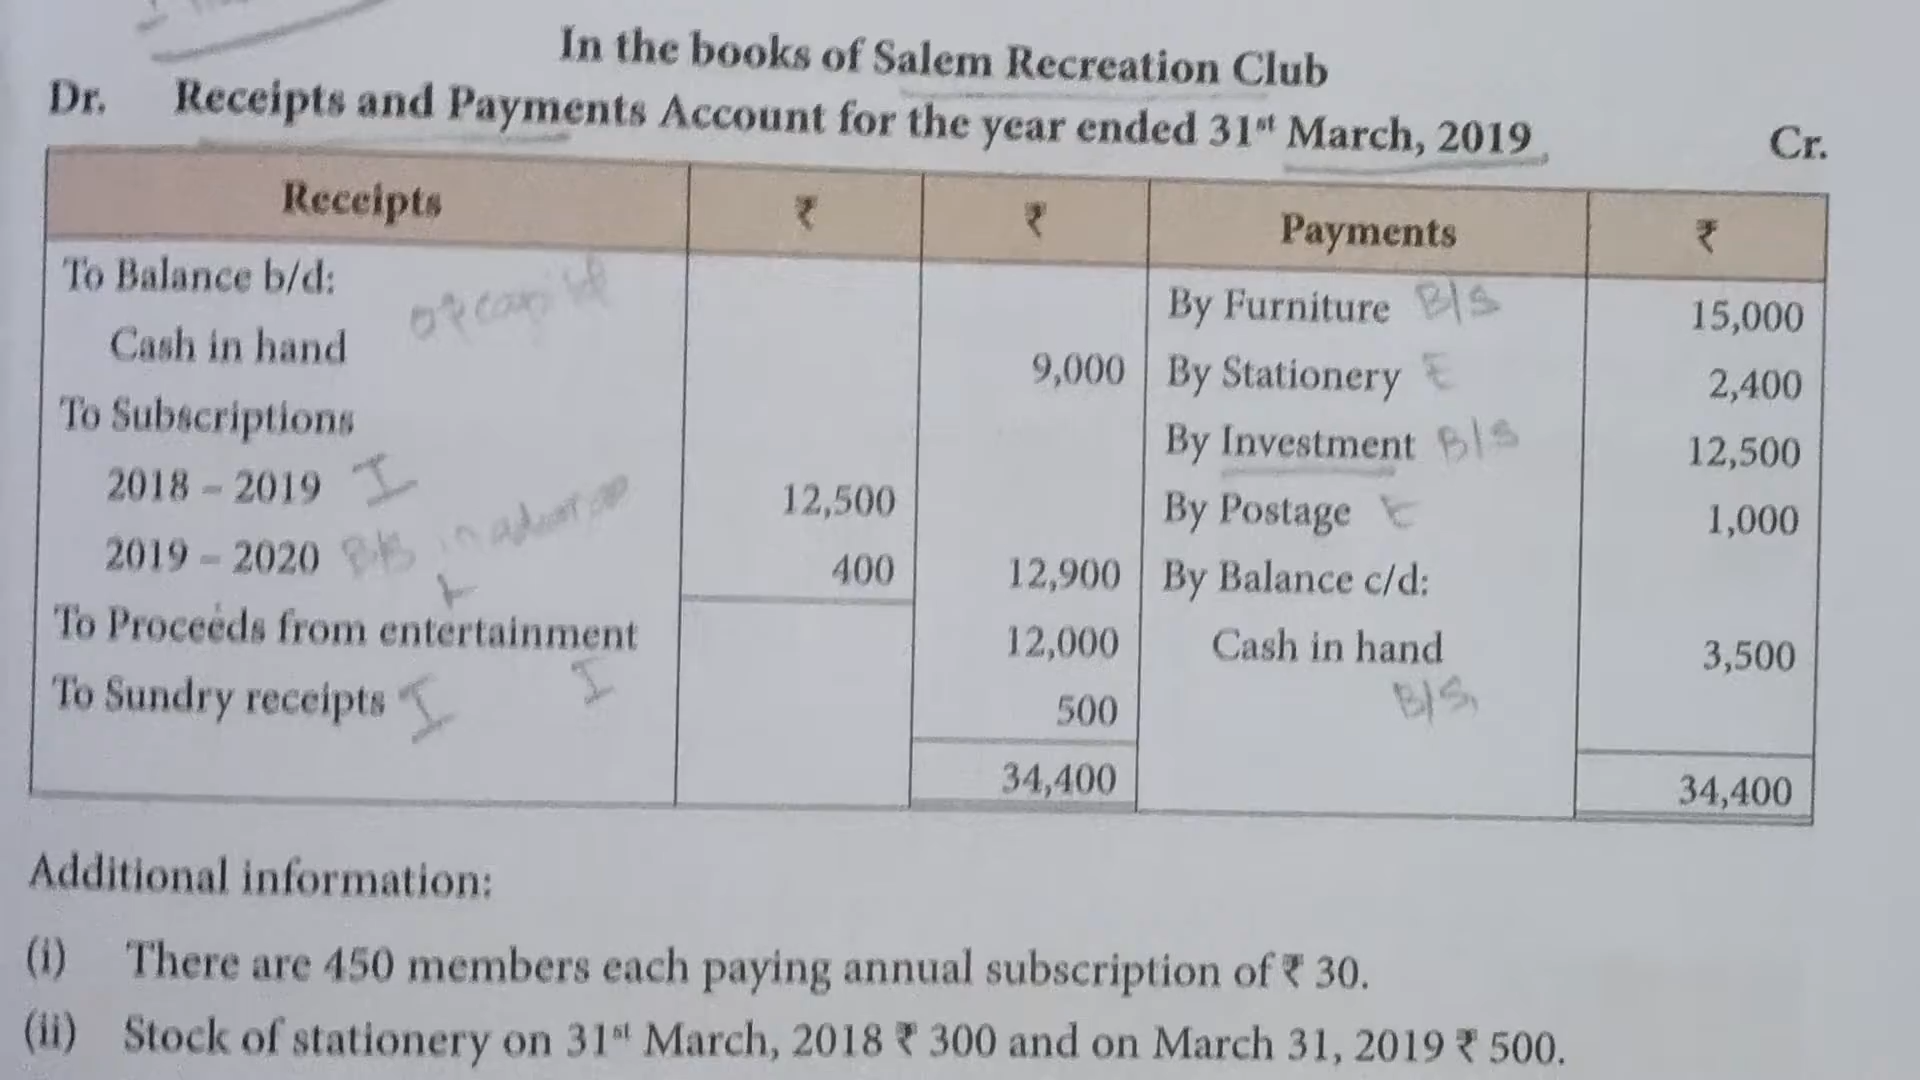 In the books of Salem Recreation Club
Dr. Receipts and Payments Account for the year ended 31st March, 2019 Cr.
Receipts ₹ ₹ Payments ₹
To Balance b/d: By Furniture B/S 15,000
Cash in hand 9,000 By Stationery E 2,400
To Subscriptions By Investment B/S 12,500
2018 – 2019 I 12,500 By Postage E 1,000
2019 – 2020 B/S in 400 12,900 By Balance c/d:
To Proceeds from entertainment I 12,000 Cash in hand 3,500
To Sundry receipts I 500 B/S
34,400 34,400
Additional information:
(i) There are 450 members each paying annual subscription of ₹ 30.
(ii) Stock of stationery on 31st March, 2018 ₹ 300 and on March 31, 2019 ₹ 500.